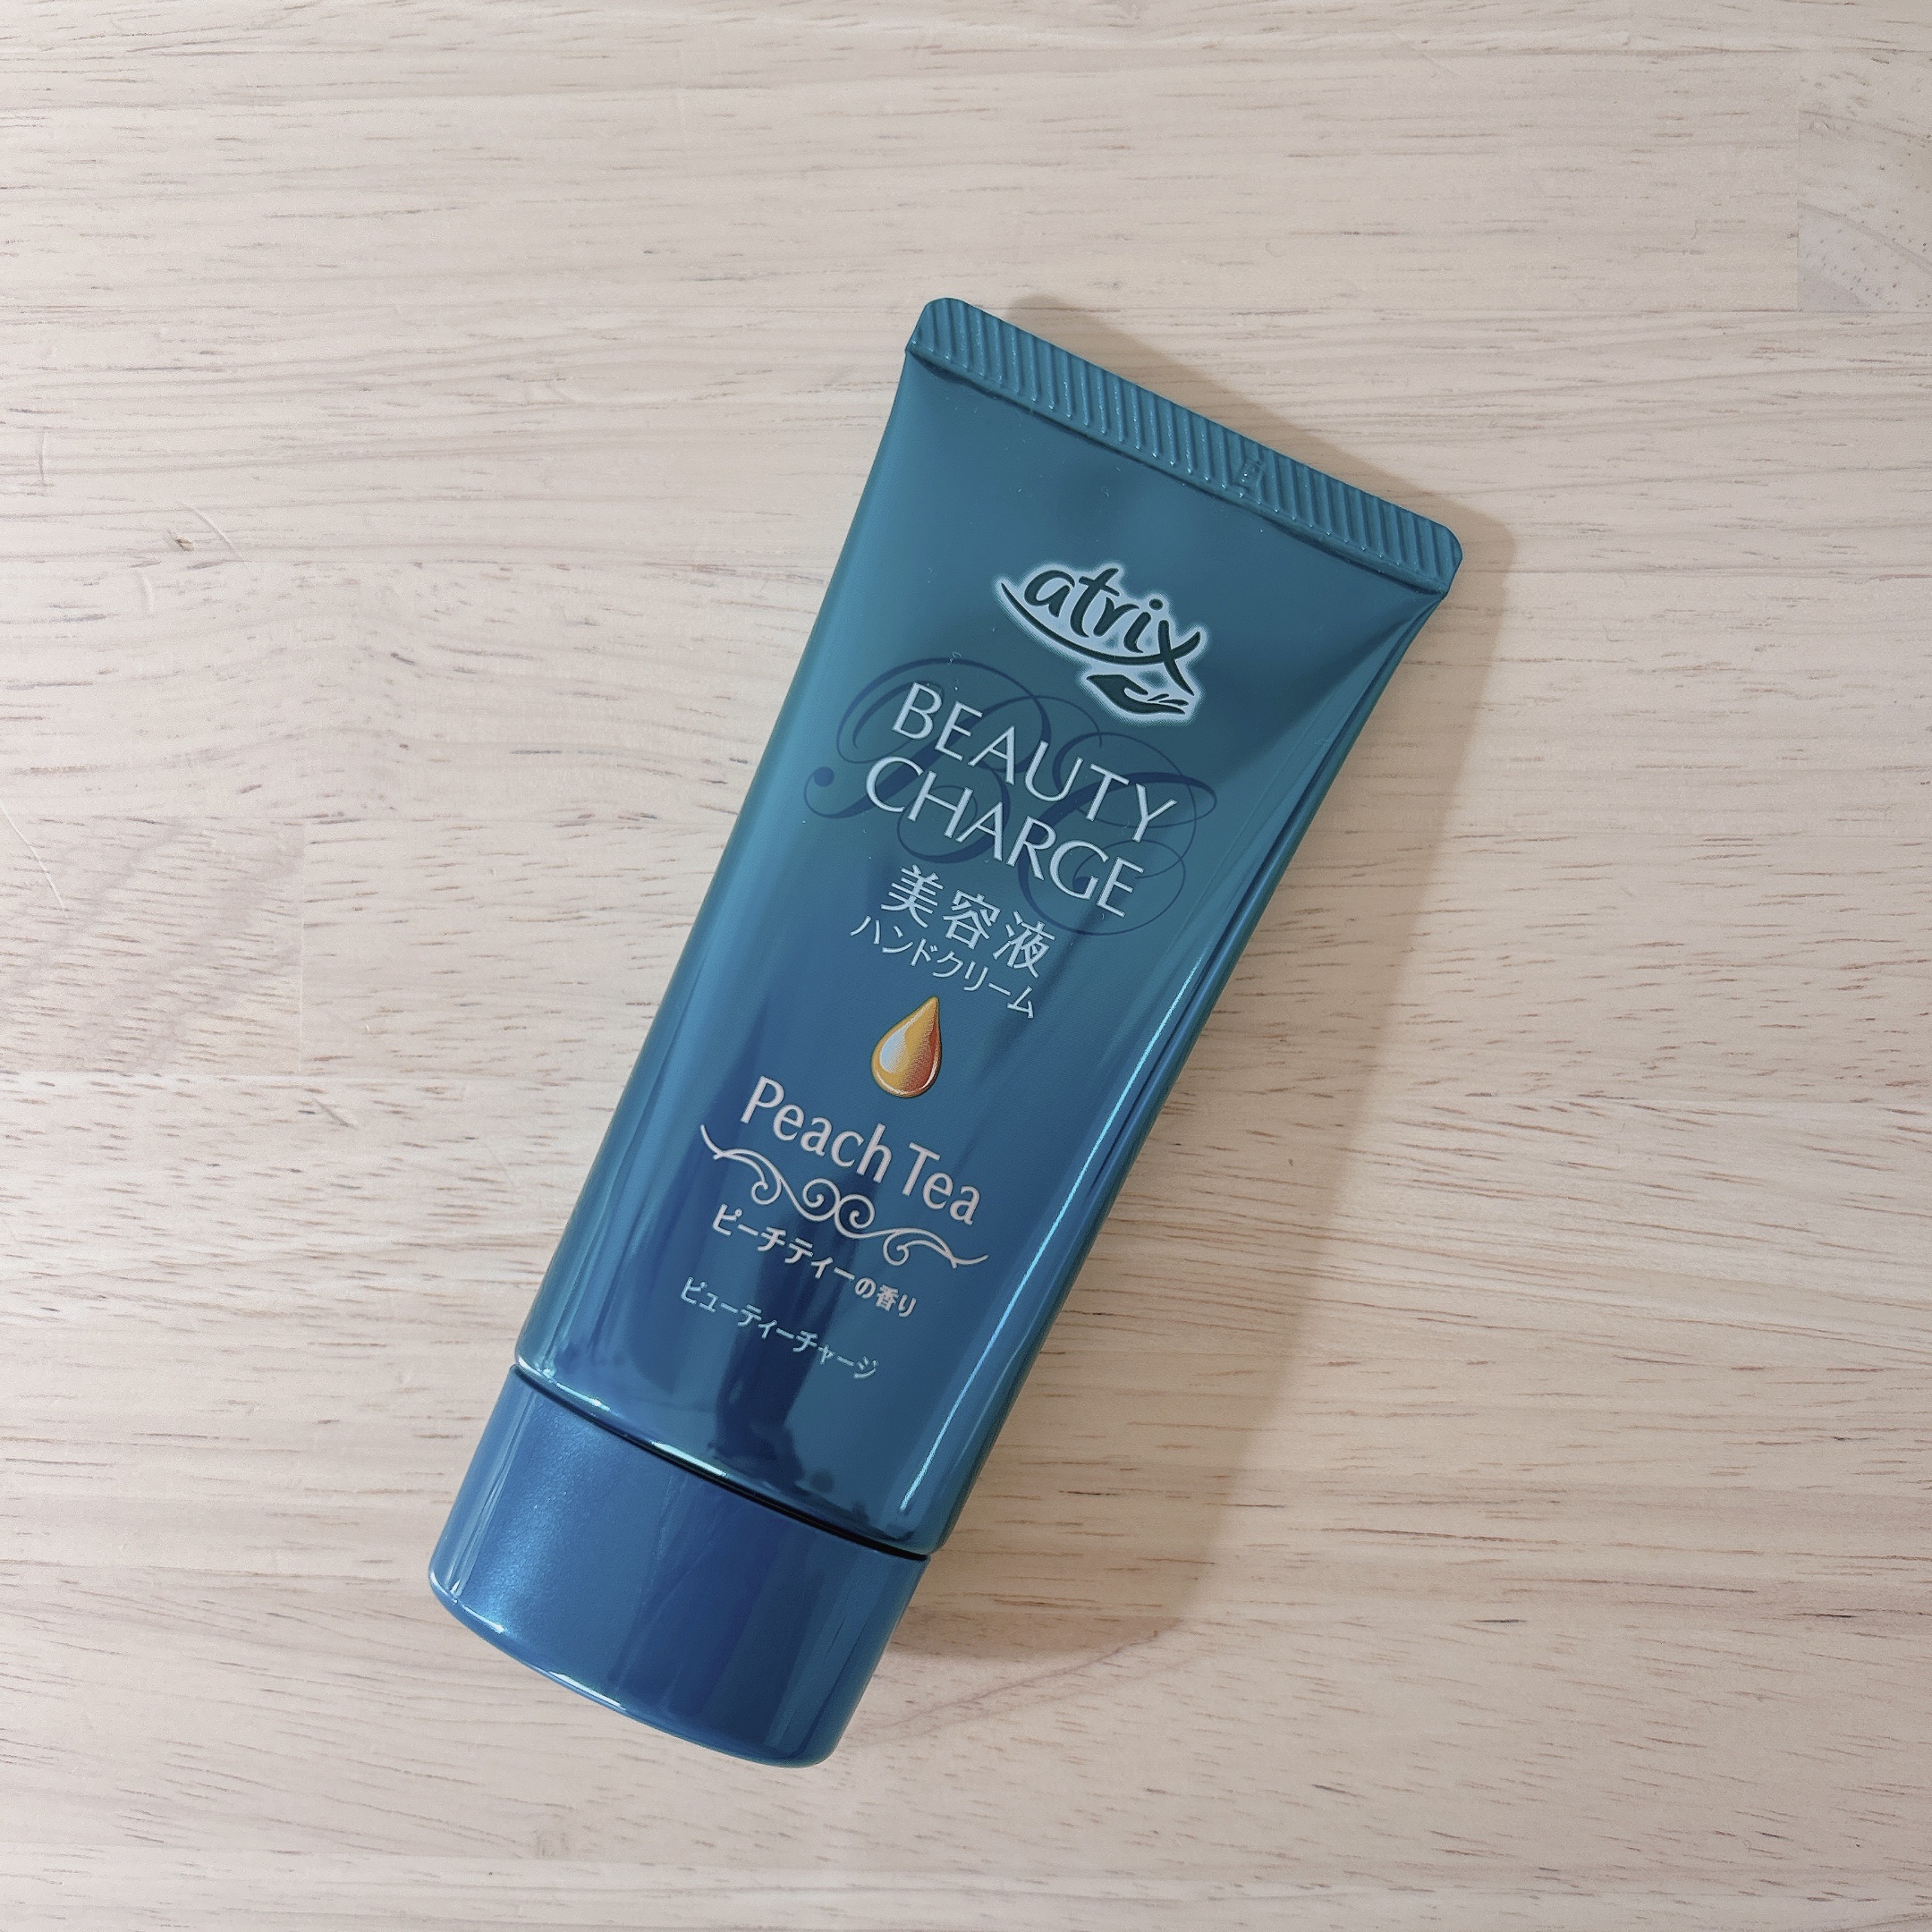 atrix
BEAUTY
CHARGE
美容液
ハンドクリーム
Peach Tea
ピーチティーの香り
ビューティーチャージ